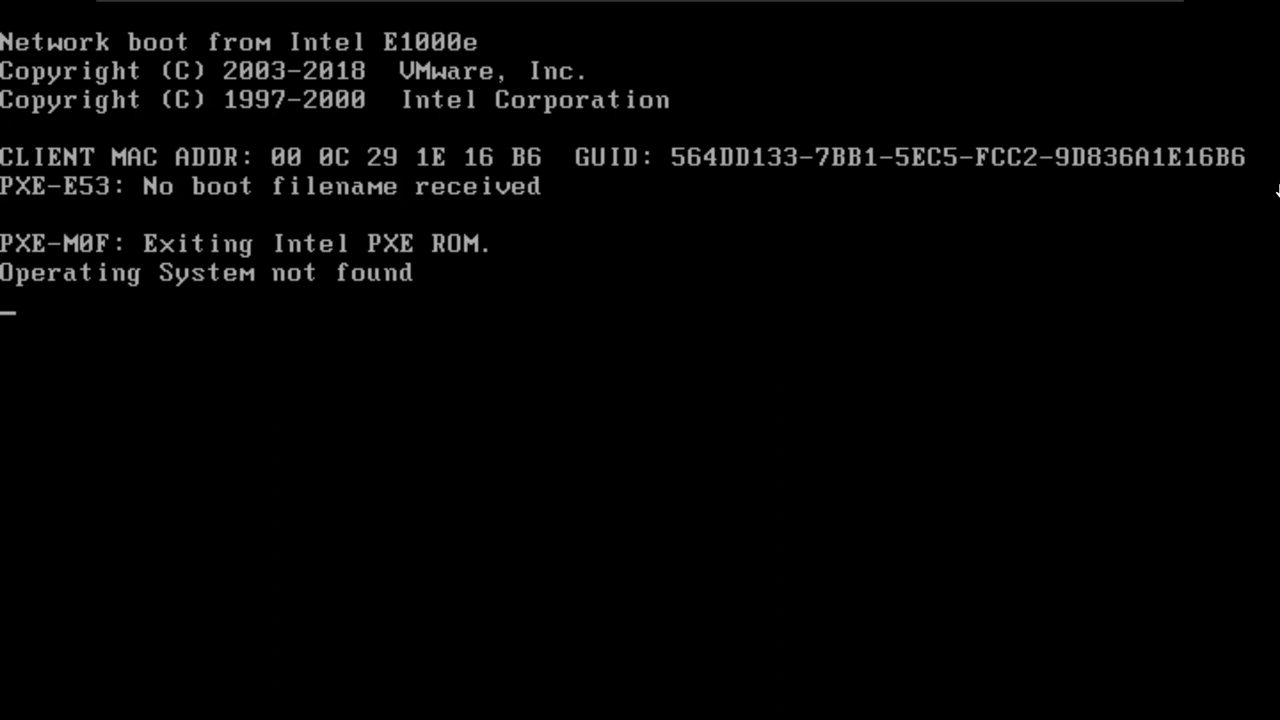 Network boot from Intel E1000e
Copyright (C) 2003-2018  VMware, Inc.
Copyright (C) 1997-2000  Intel Corporation
CLIENT MAC ADDR: 00 0C 29 1E 16 B6  GUID: 564DD133-7BB1-5EC5-FCC2-9D836A1E16B6
PXE-E53: No boot filename received
PXE-M0F: Exiting Intel PXE ROM.
Operating System not found